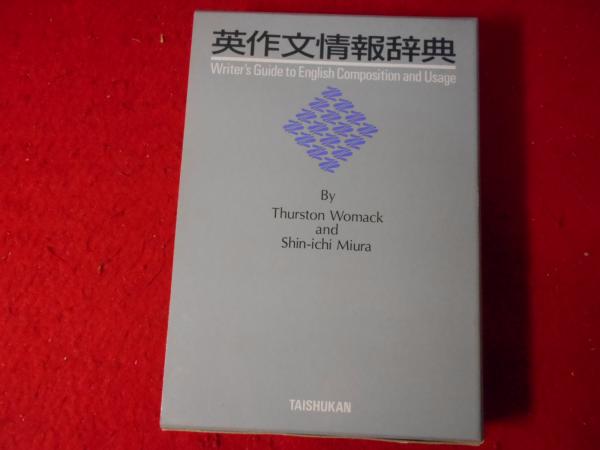 英作文情報辞典
Writer's Guide to English Composition and Usage
By
Thurston Womack
and
Shin-ichi Miura
TAISHUKAN